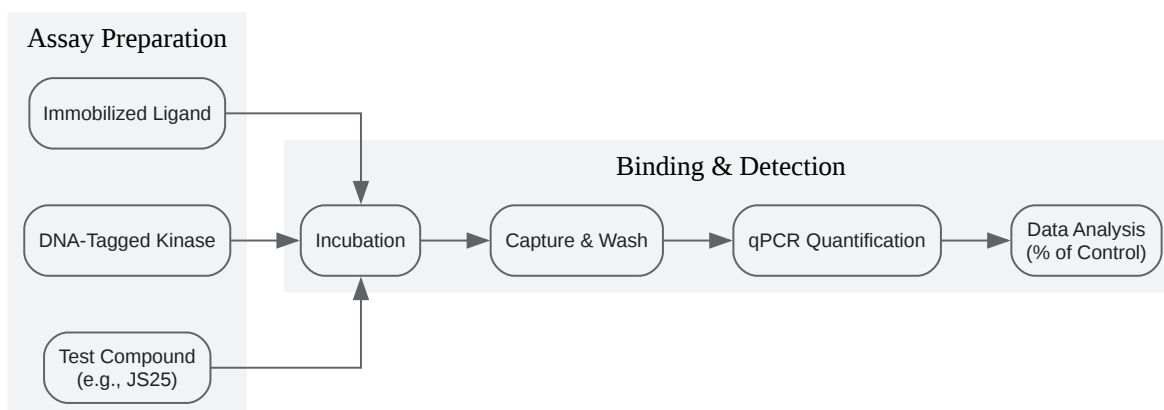 Assay Preparation
Immobilized Ligand
DNA-Tagged Kinase
Test Compound
(e.g., JS25)
Binding & Detection
Incubation
Capture & Wash
qPCR Quantification
Data Analysis
(% of Control)